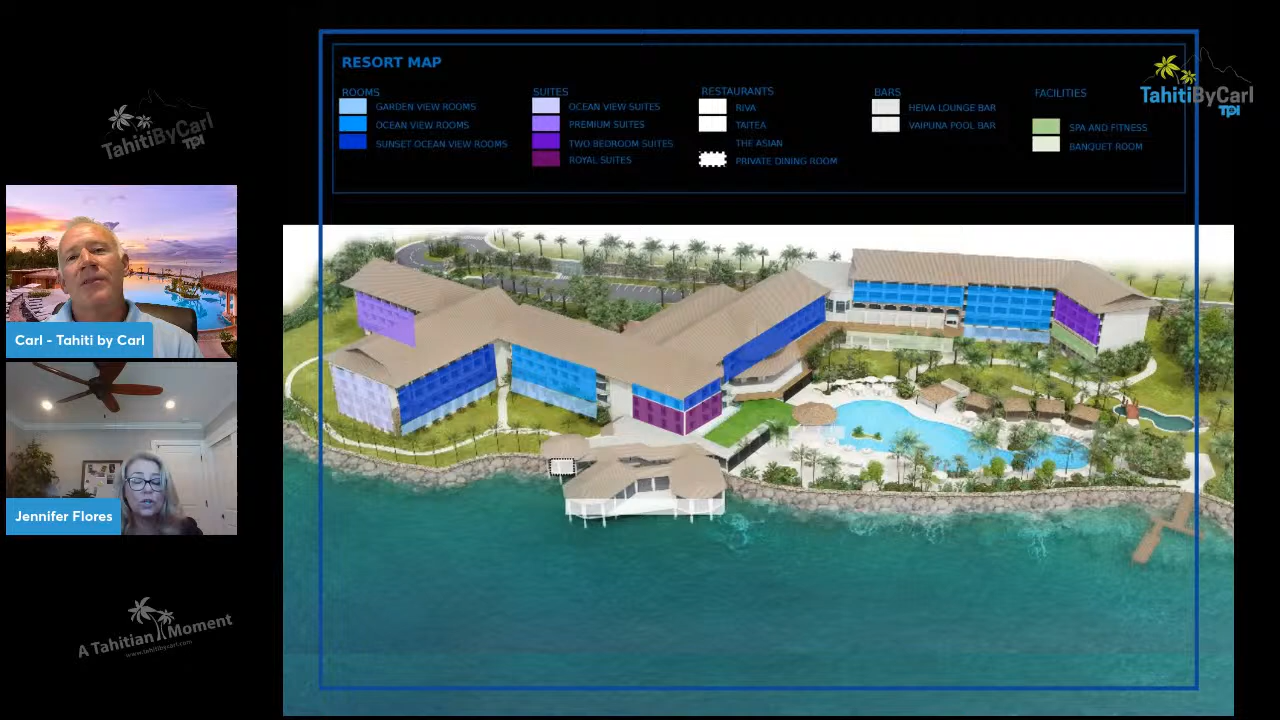 RESORT MAP
ROOMS
GARDEN VIEW ROOMS
OCEAN VIEW ROOMS
SUNSET OCEAN VIEW ROOMS
SUITES
OCEAN VIEW SUITES
PREMIUM SUITES
TWO BEDROOM SUITES
ROYAL SUITES
RESTAURANTS
RIVA
TAITEA
THE ASIAN
PRIVATE DINING ROOM
BARS
HEIVA LOUNGE BAR
VAIPUNA POOL BAR
FACILITIES
SPA AND FITNESS
BANQUET ROOM
TahitiByCarl
TPI
TahitiByCarl
TPI
Carl - Tahiti by Carl
Jennifer Flores
A Tahitian Moment
www.tahitibycarl.com